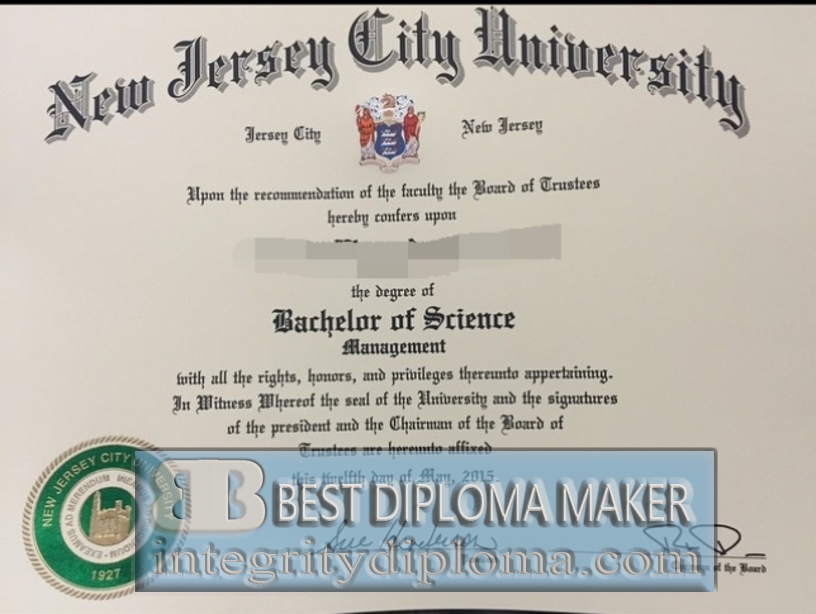 New Jersey City University
Jersey City New Jersey
Upon the recommendation of the faculty the Board of Trustees
hereby confers upon
the degree of
Bachelor of Science
Management
with all the rights, honors, and privileges thereunto appertaining.
In Witness Whereof the seal of the University and the signatures
of the president and the Chairman of the Board of
Trustees are hereunto affixed
this twelfth day of May, 2015.
NEW JERSEY CITY UNIVERSITY
1927
B BEST DIPLOMA MAKER
integritydiploma.com
of the Board